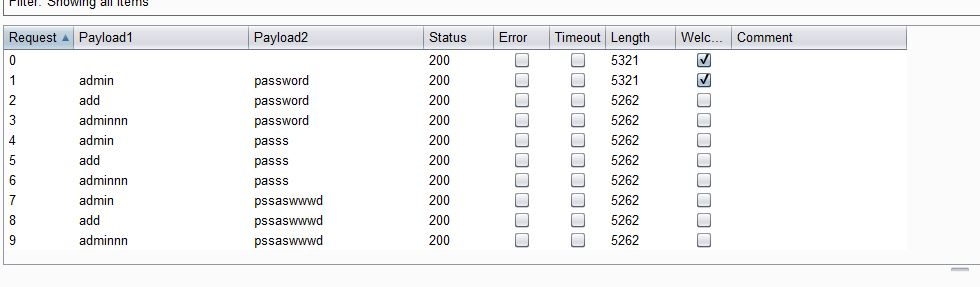 Filter: Showing all items
Request Payload1 Payload2 Status Error Timeout Length Welc... Comment
0 200 5321
1 admin password 200 5321
2 add password 200 5262
3 adminnn password 200 5262
4 admin passs 200 5262
5 add passs 200 5262
6 adminnn passs 200 5262
7 admin pssaswwwd 200 5262
8 add pssaswwwd 200 5262
9 adminnn pssaswwwd 200 5262